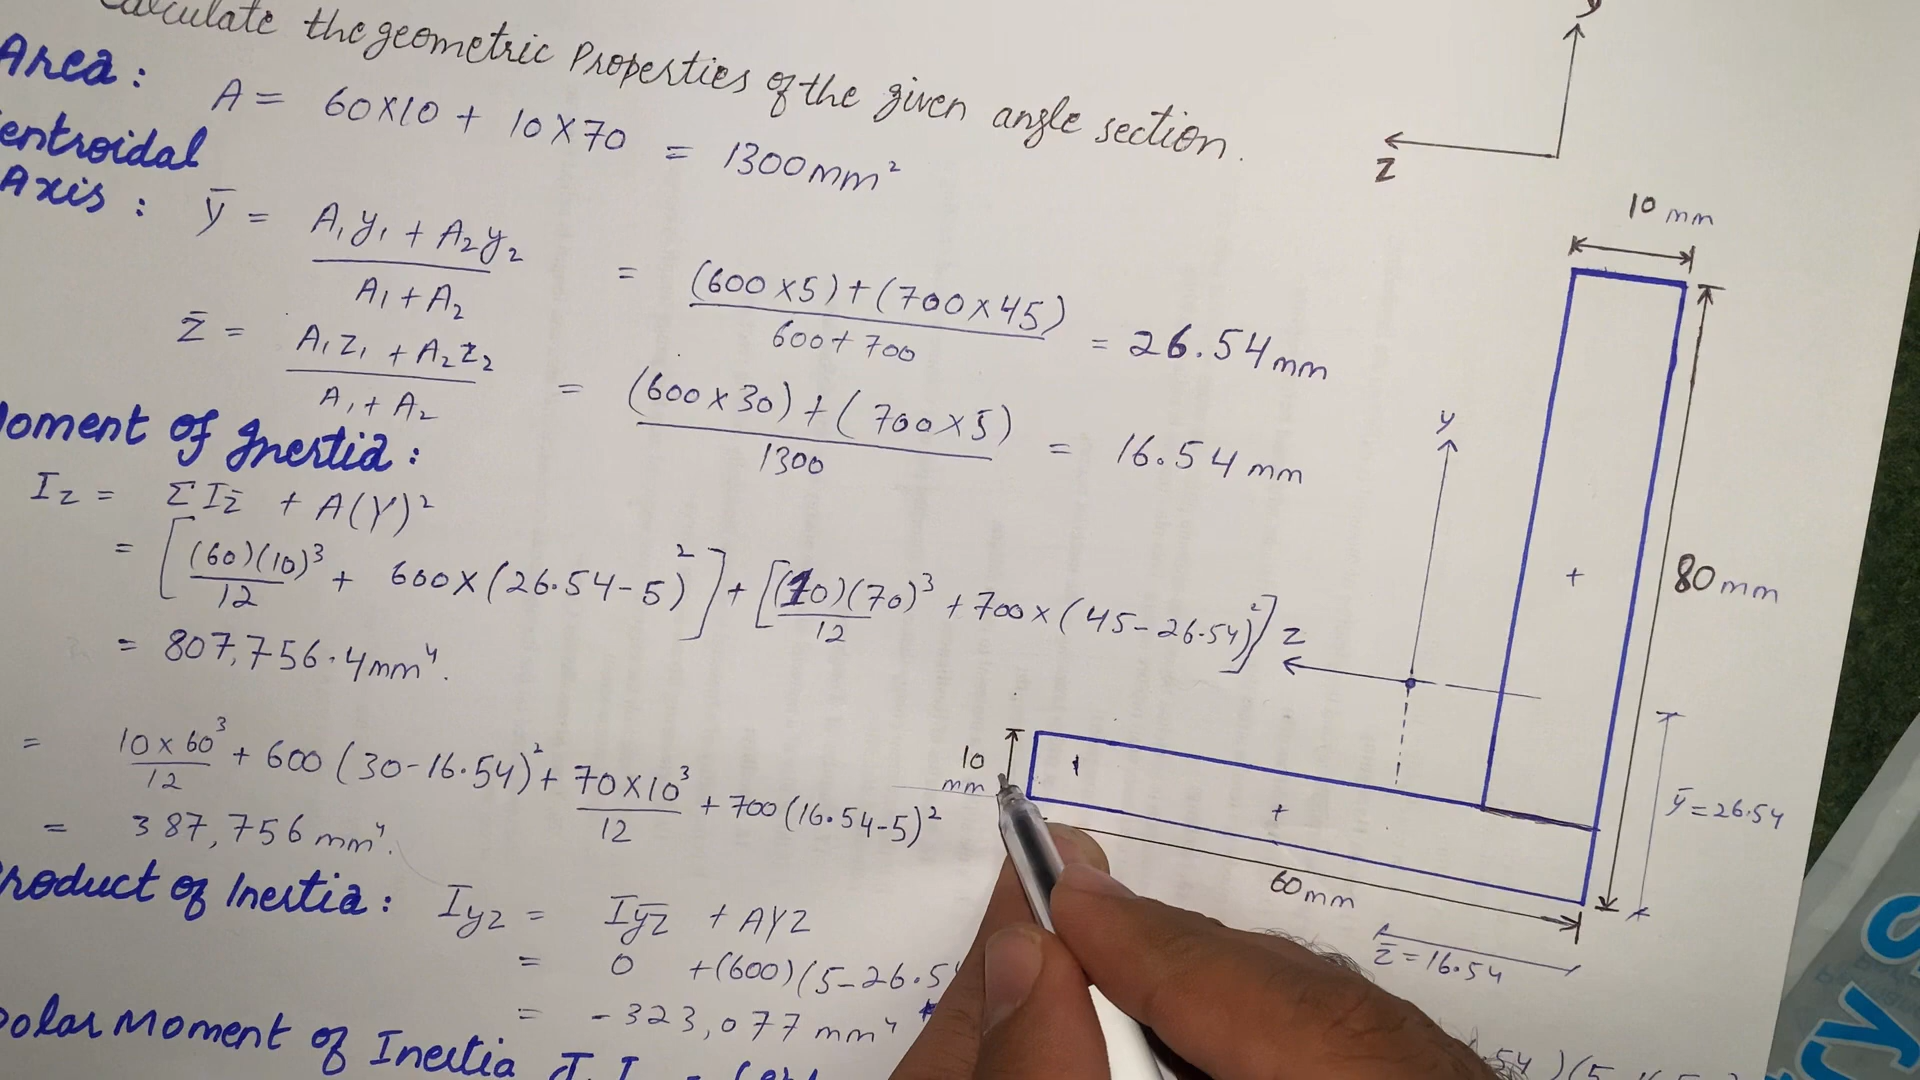 Calculate the geometric Properties of the given angle section.
Area: A = 60×10 + 10×70 = 1300mm²
Centroidal
Axis: ȳ = A₁y₁ + A₂y₂ / A₁ + A₂ = (600×5)+(700×45) / 600+700 = 26.54mm
z̄ = A₁z₁ + A₂z₂ / A₁ + A₂ = (600×30)+(700×5) / 1300 = 16.54 mm
Moment of Inertia:
Iz = ΣIz̄ + A(Y)²
= [(60)(10)³/12 + 600×(26.54-5)²] + [(10)(70)³/12 + 700×(45-26.54)²]
= 807,756.4mm⁴.
= 10×60³/12 + 600(30-16.54)² + 70×10³/12 + 700(16.54-5)²
= 387,756mm⁴.
Product of Inertia: Iyz = Iȳz̄ + AYZ
= 0 +(600)(5-26.5
= -323,077mm⁴
Polar Moment of Inertia
y
z
10 mm
80mm
y
z
10
mm
60mm
ȳ=26.54
z̄=16.54